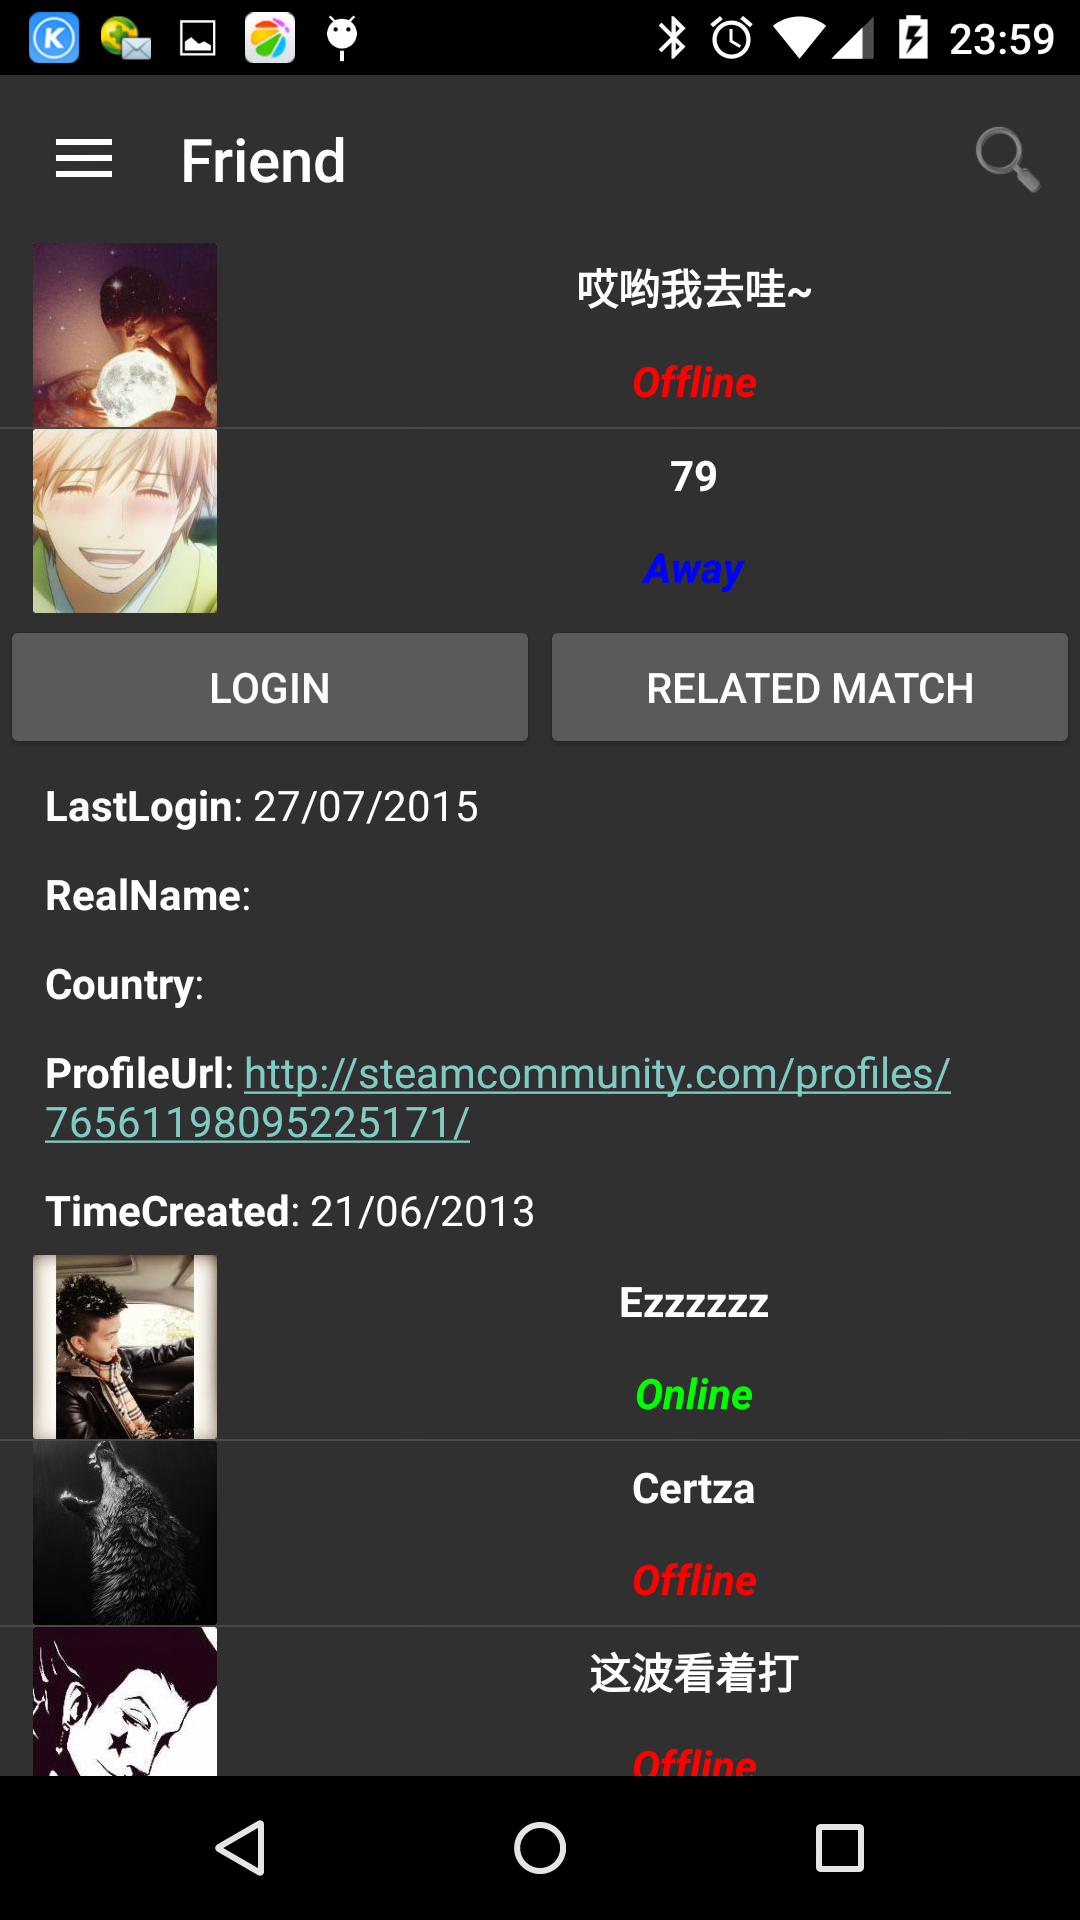 23:59
Friend
哎哟我去哇~
Offline
79
Away
LOGIN
RELATED MATCH
LastLogin: 27/07/2015
RealName:
Country:
ProfileUrl: http://steamcommunity.com/profiles/
76561198095225171/
TimeCreated: 21/06/2013
Ezzzzzz
Online
Certza
Offline
这波看着打
Offline